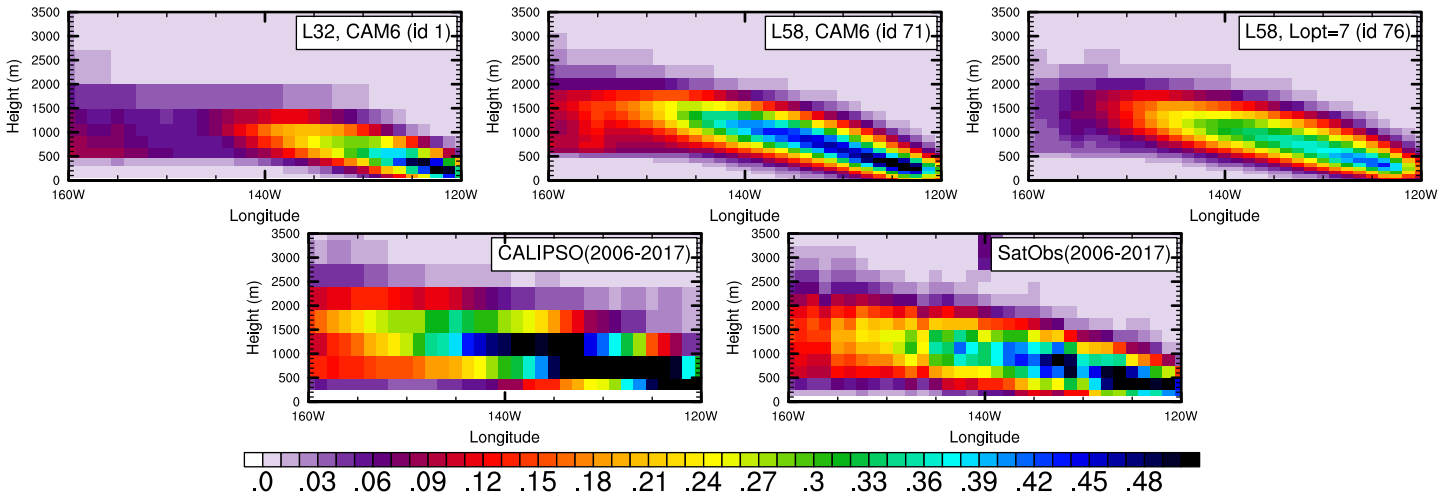 L32, CAM6 (id 1)
Height (m)
3500
3000
2500
2000
1500
1000
500
0
160W 140W 120W
Longitude
L58, CAM6 (id 71)
Height (m)
3500
3000
2500
2000
1500
1000
500
0
160W 140W 120W
Longitude
L58, Lopt=7 (id 76)
Height (m)
3500
3000
2500
2000
1500
1000
500
0
160W 140W 120W
Longitude
CALIPSO(2006-2017)
Height (m)
3500
3000
2500
2000
1500
1000
500
0
160W 140W 120W
Longitude
SatObs(2006-2017)
Height (m)
3500
3000
2500
2000
1500
1000
500
0
160W 140W 120W
Longitude
.0 .03 .06 .09 .12 .15 .18 .21 .24 .27 .3 .33 .36 .39 .42 .45 .48